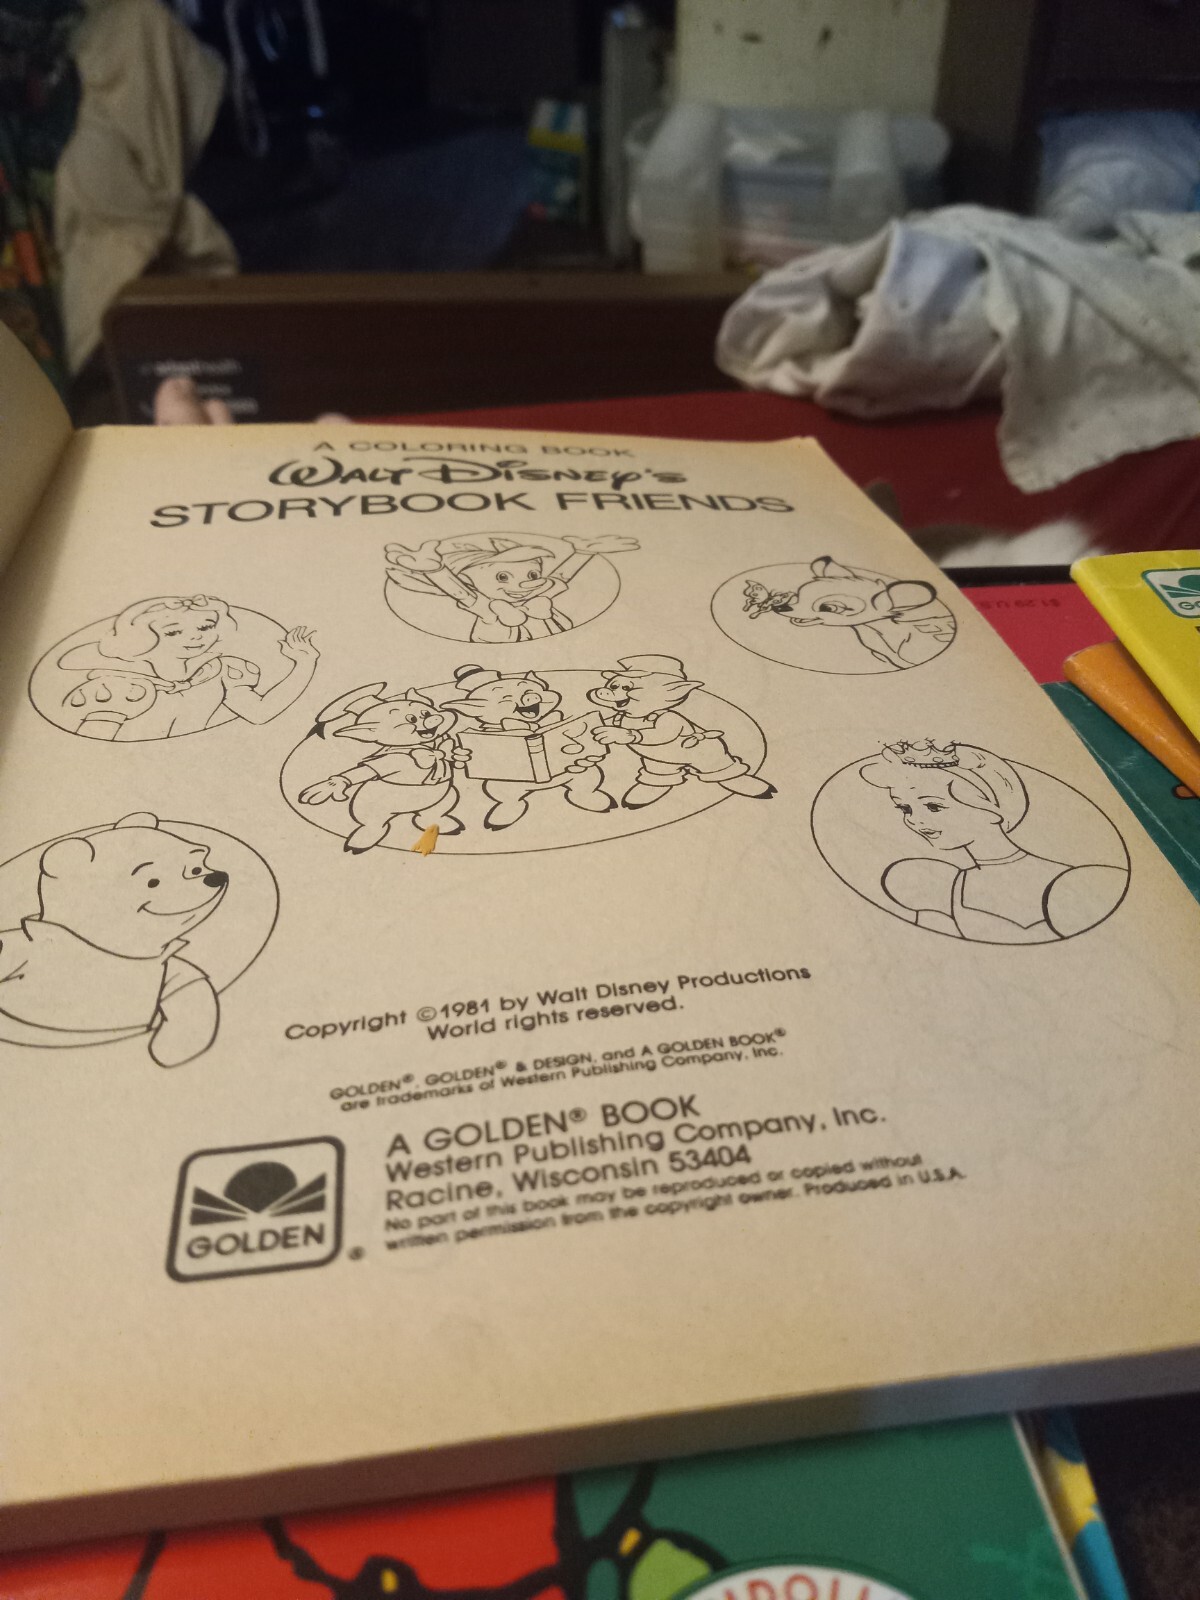 A COLORING BOOK
WALT DISNEY'S
STORYBOOK FRIENDS
Copyright ©1981 by Walt Disney Productions
World rights reserved.
GOLDEN®, GOLDEN® & DESIGN, and A GOLDEN BOOK®
are trademarks of Western Publishing Company, Inc.
A GOLDEN® BOOK
Western Publishing Company, Inc.
Racine, Wisconsin 53404
No part of this book may be reproduced or copied without
written permission from the copyright owner. Produced in U.S.A.
GOLDEN ®